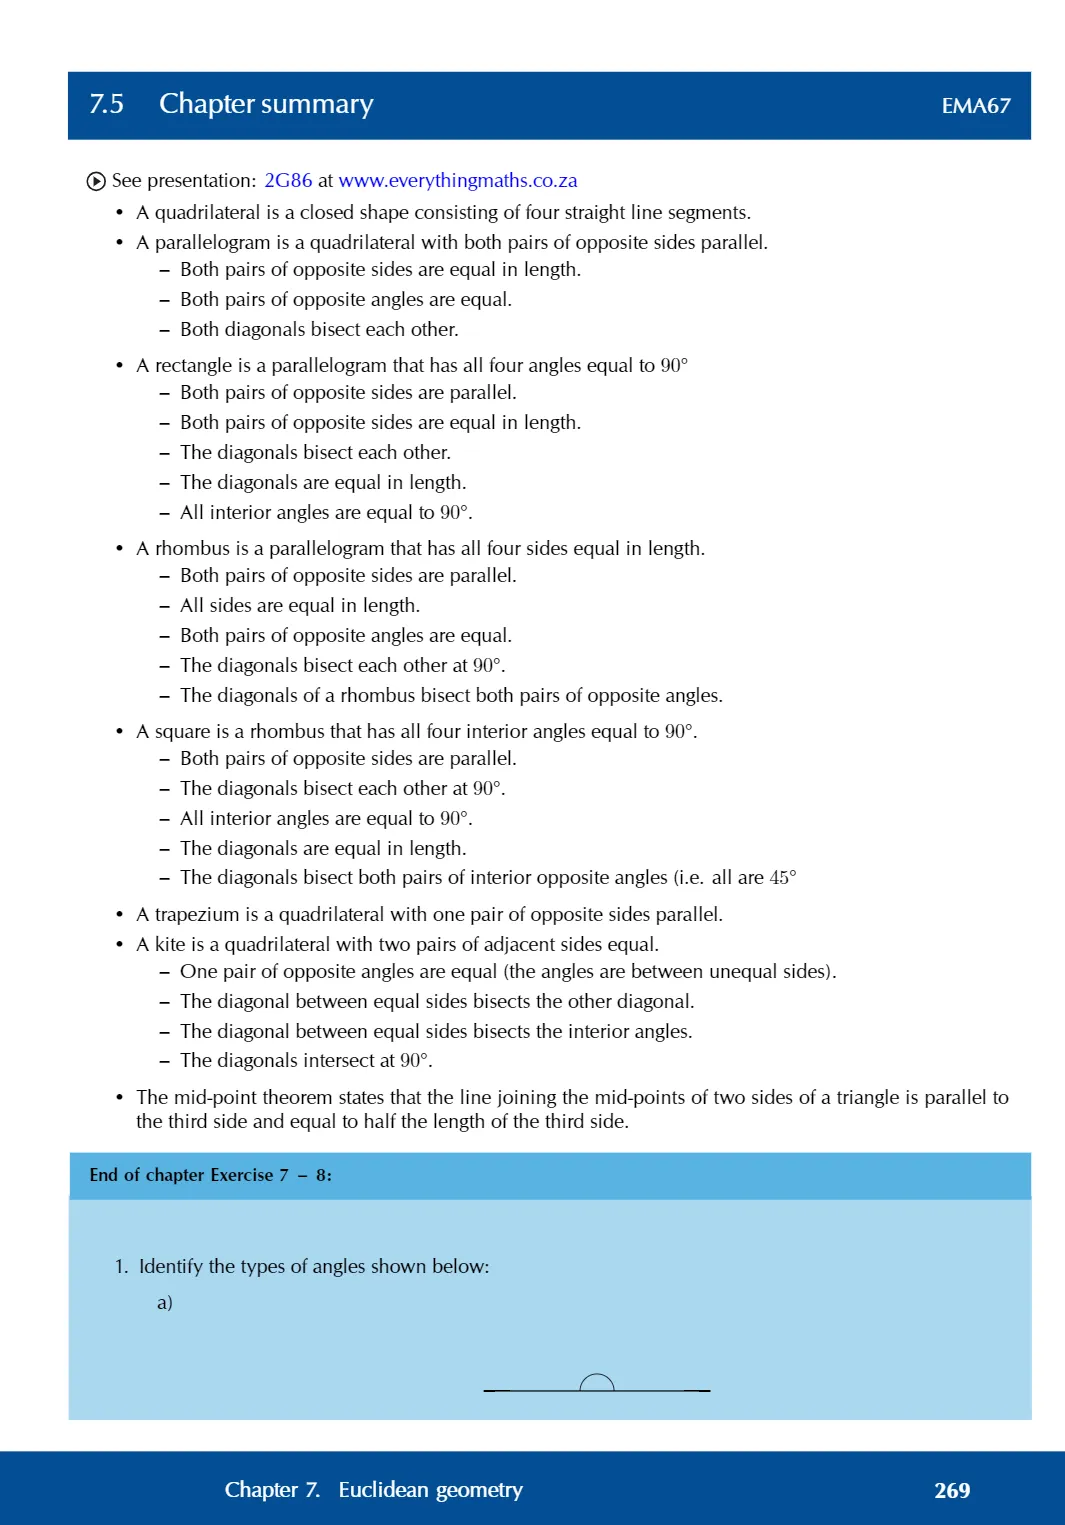 7.5 Chapter summary EMA67
See presentation: 2G86 at www.everythingmaths.co.za
• A quadrilateral is a closed shape consisting of four straight line segments.
• A parallelogram is a quadrilateral with both pairs of opposite sides parallel.
– Both pairs of opposite sides are equal in length.
– Both pairs of opposite angles are equal.
– Both diagonals bisect each other.
• A rectangle is a parallelogram that has all four angles equal to 90°
– Both pairs of opposite sides are parallel.
– Both pairs of opposite sides are equal in length.
– The diagonals bisect each other.
– The diagonals are equal in length.
– All interior angles are equal to 90°.
• A rhombus is a parallelogram that has all four sides equal in length.
– Both pairs of opposite sides are parallel.
– All sides are equal in length.
– Both pairs of opposite angles are equal.
– The diagonals bisect each other at 90°.
– The diagonals of a rhombus bisect both pairs of opposite angles.
• A square is a rhombus that has all four interior angles equal to 90°.
– Both pairs of opposite sides are parallel.
– The diagonals bisect each other at 90°.
– All interior angles are equal to 90°.
– The diagonals are equal in length.
– The diagonals bisect both pairs of interior opposite angles (i.e. all are 45°
• A trapezium is a quadrilateral with one pair of opposite sides parallel.
• A kite is a quadrilateral with two pairs of adjacent sides equal.
– One pair of opposite angles are equal (the angles are between unequal sides).
– The diagonal between equal sides bisects the other diagonal.
– The diagonal between equal sides bisects the interior angles.
– The diagonals intersect at 90°.
• The mid-point theorem states that the line joining the mid-points of two sides of a triangle is parallel to
the third side and equal to half the length of the third side.
End of chapter Exercise 7 – 8:
1. Identify the types of angles shown below:
a)
Chapter 7. Euclidean geometry 269